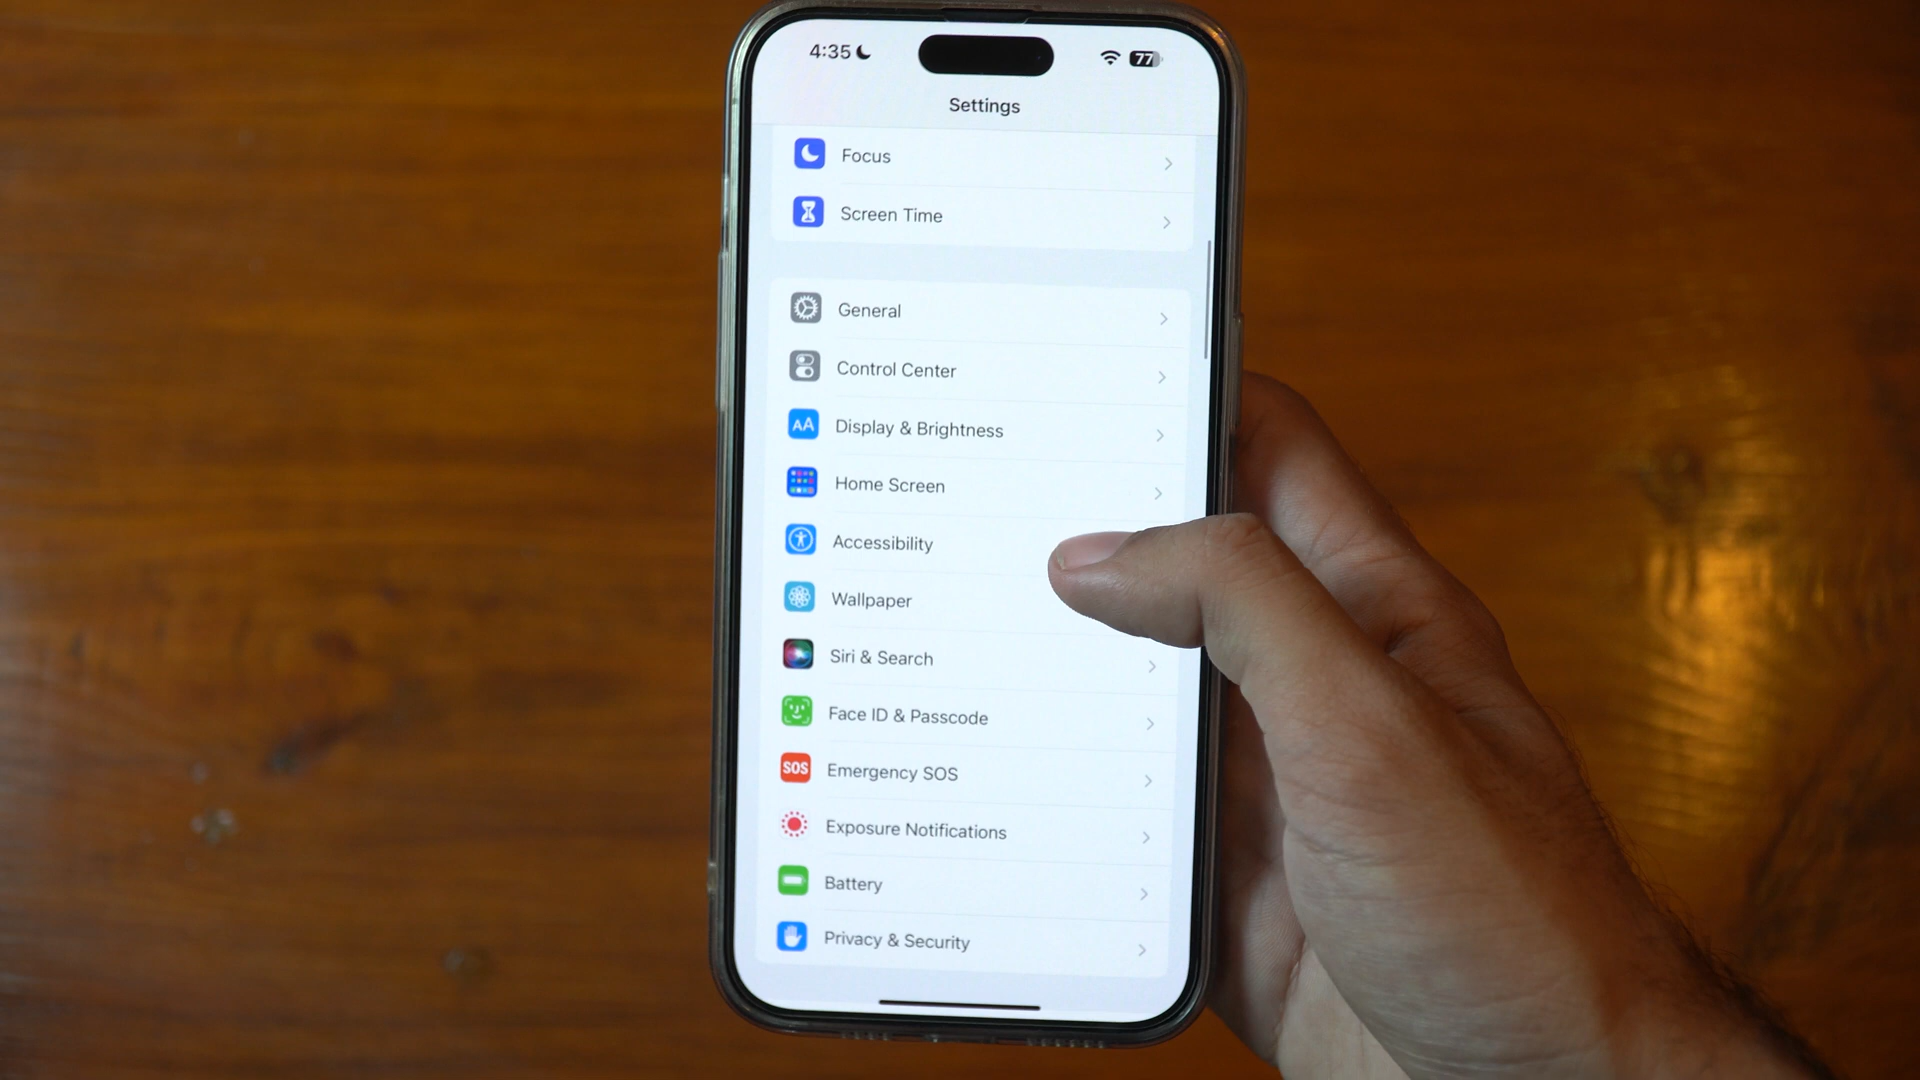 4:35
77
Settings
Focus
Screen Time
General
Control Center
AA Display & Brightness
Home Screen
Accessibility
Wallpaper
Siri & Search
Face ID & Passcode
SOS Emergency SOS
Exposure Notifications
Battery
Privacy & Security